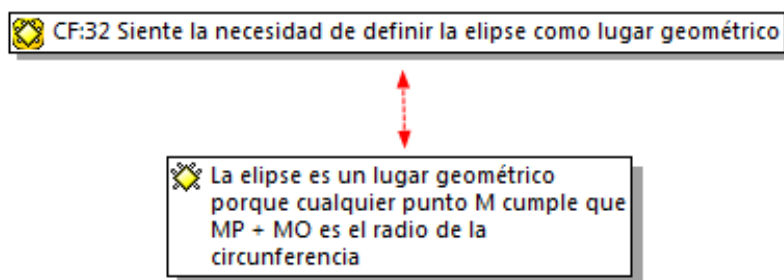 CF:32 Siente la necesidad de definir la elipse como lugar geométrico
La elipse es un lugar geométrico
porque cualquier punto M cumple que
MP + MO es el radio de la
circunferencia